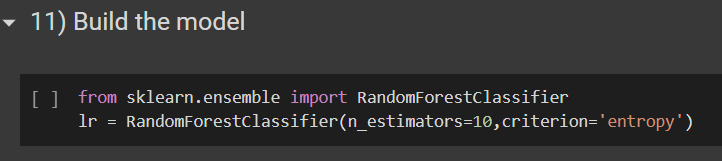 11) Build the model
[ ] from sklearn.ensemble import RandomForestClassifier
lr = RandomForestClassifier(n_estimators=10,criterion='entropy')